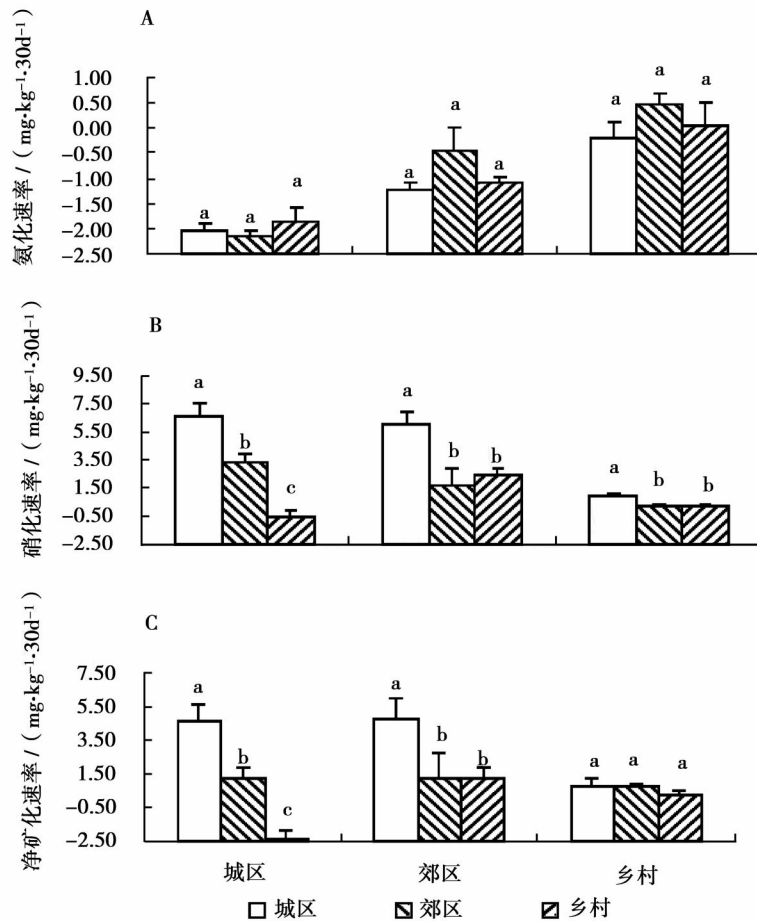 A
氨化速率 / (mg·kg⁻¹·30d⁻¹)
1.00
0.50
0.00
-0.50
-1.00
-1.50
-2.00
-2.50
a a a a a a a a a
B
硝化速率 / (mg·kg⁻¹·30d⁻¹)
9.50
7.50
5.50
3.50
1.50
-0.50
-2.50
a b c a b b a b b
C
净矿化速率 / (mg·kg⁻¹·30d⁻¹)
7.50
5.50
3.50
1.50
-0.50
-2.50
a b c a b b a a a
城区 郊区 乡村
城区 郊区 乡村